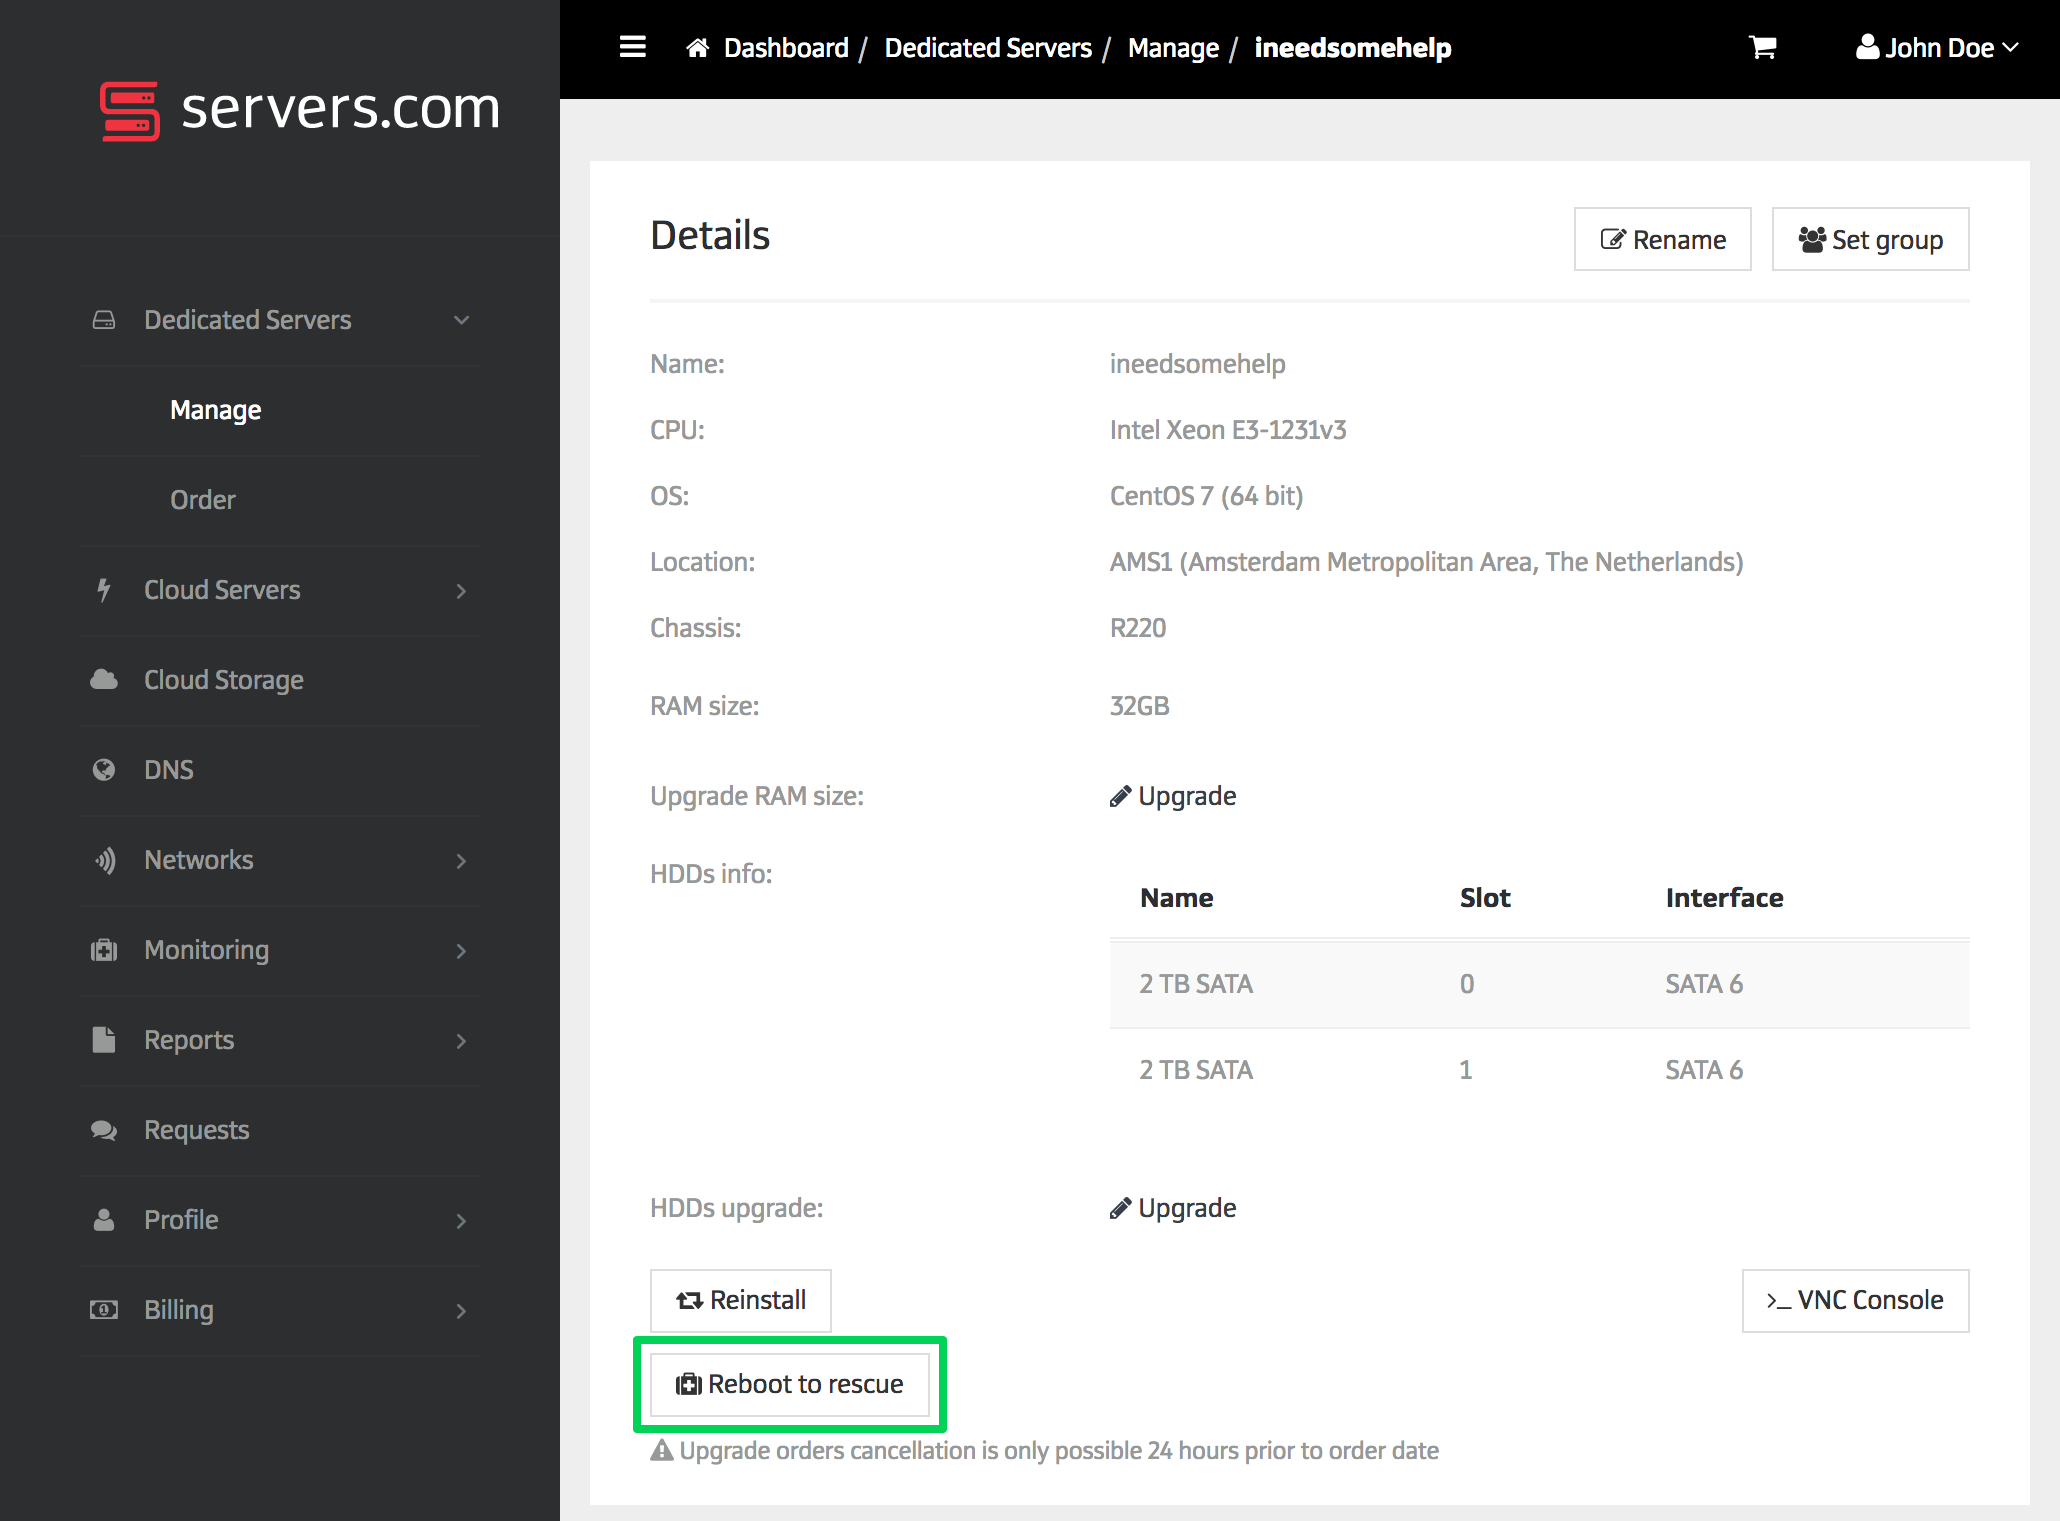 servers.com
Dashboard / Dedicated Servers / Manage / ineedsomehelp
John Doe
Dedicated Servers
Manage
Order
Cloud Servers
Cloud Storage
DNS
Networks
Monitoring
Reports
Requests
Profile
Billing
Details
Rename
Set group
Name: ineedsomehelp
CPU: Intel Xeon E3-1231v3
OS: CentOS 7 (64 bit)
Location: AMS1 (Amsterdam Metropolitan Area, The Netherlands)
Chassis: R220
RAM size: 32GB
Upgrade RAM size: Upgrade
HDDs info:
Name Slot Interface
2 TB SATA 0 SATA 6
2 TB SATA 1 SATA 6
HDDs upgrade: Upgrade
Reinstall
>_ VNC Console
Reboot to rescue
Upgrade orders cancellation is only possible 24 hours prior to order date